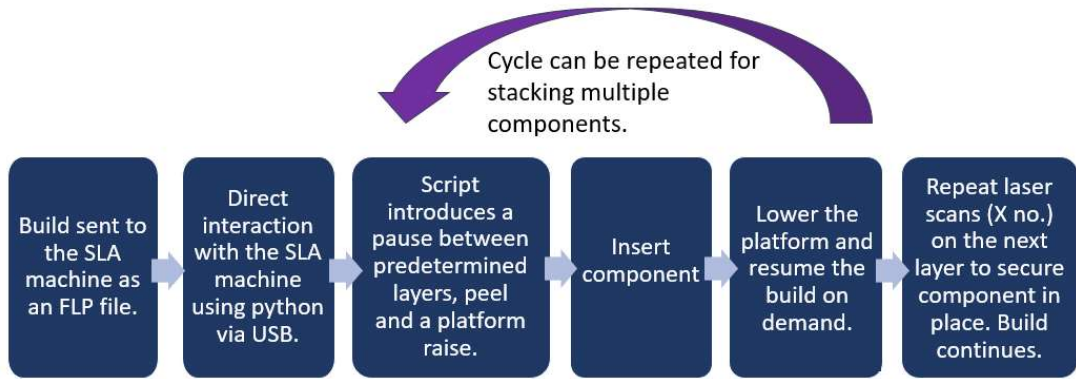 Cycle can be repeated for
stacking multiple
components.
Build sent to
the SLA
machine as
an FLP file.
Direct
interaction
with the SLA
machine
using python
via USB.
Script
introduces a
pause between
predetermined
layers, peel
and a platform
raise.
Insert
component
Lower the
platform and
resume the
build on
demand.
Repeat laser
scans (X no.)
on the next
layer to secure
component in
place. Build
continues.